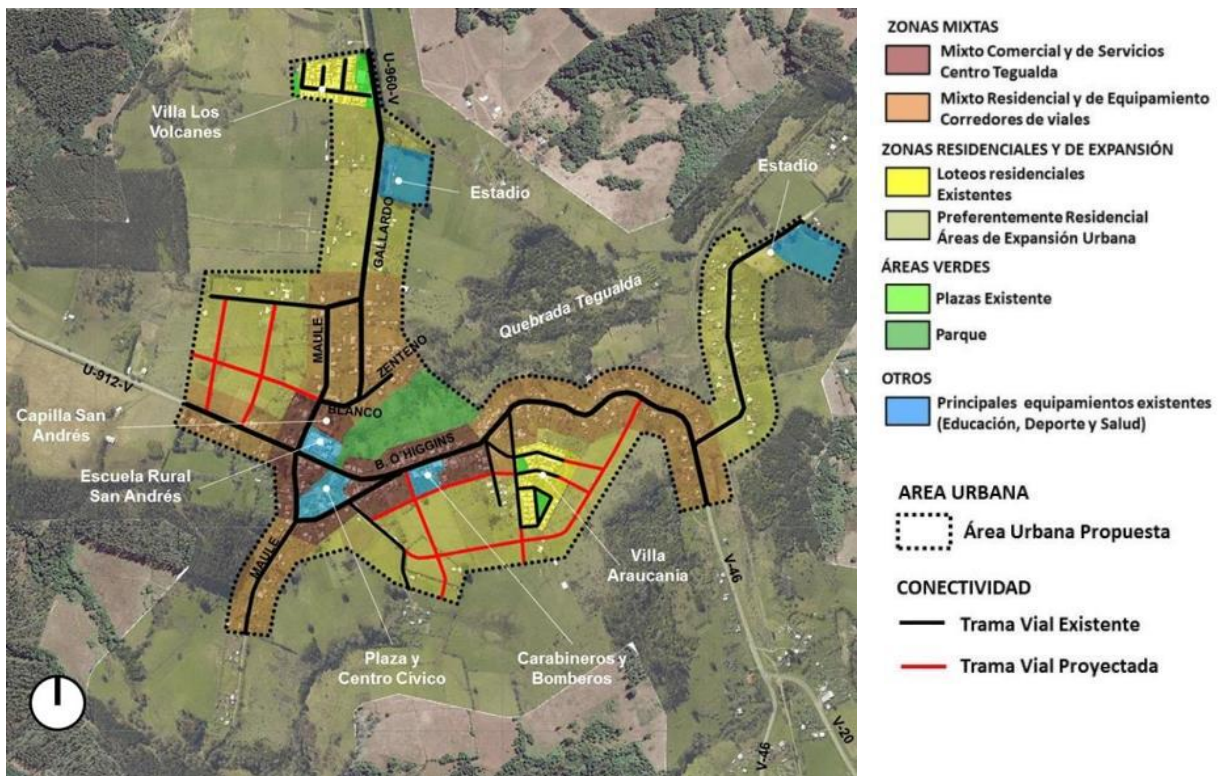 U-960-V
Villa Los
Volcanes
Estadio
Estadio
GALLARDO
Quebrada Tegualda
MAULE
ZENTENO
U-912-V
BLANCO
Capilla San
Andrés
B. O'HIGGINS
Escuela Rural
San Andrés
MAULE
Villa
Araucanía
V-46
Plaza y
Centro Cívico
Carabineros y
Bomberos
V-46
V-20
ZONAS MIXTAS
Mixto Comercial y de Servicios
Centro Tegualda
Mixto Residencial y de Equipamiento
Corredores de viales
ZONAS RESIDENCIALES Y DE EXPANSIÓN
Loteos residenciales
Existentes
Preferentemente Residencial
Áreas de Expansión Urbana
ÁREAS VERDES
Plazas Existente
Parque
OTROS
Principales equipamientos existentes
(Educación, Deporte y Salud)
AREA URBANA
Área Urbana Propuesta
CONECTIVIDAD
Trama Vial Existente
Trama Vial Proyectada